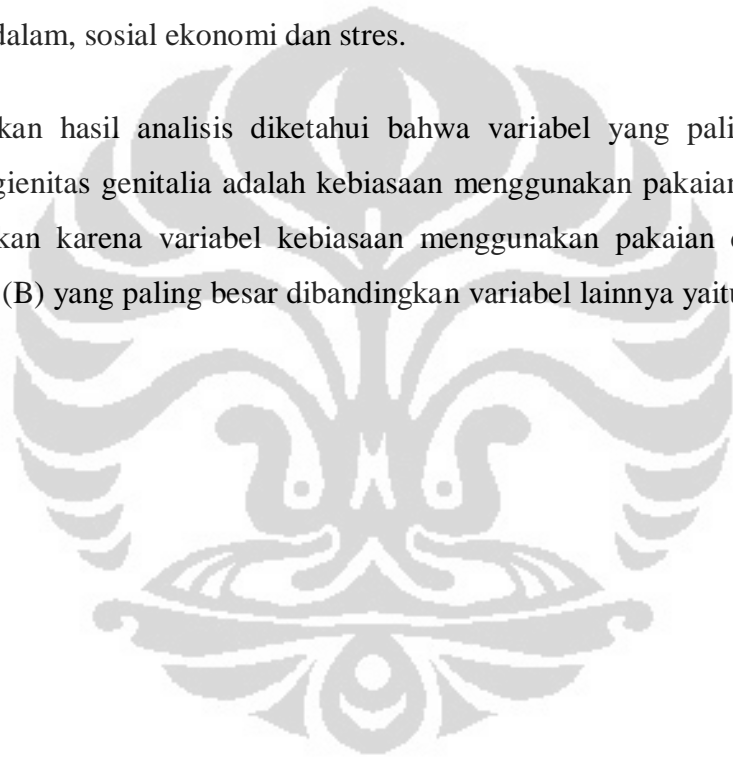 dalam, sosial ekonomi dan stres.
kan hasil analisis diketahui bahwa variabel yang pali
gienitas genitalia adalah kebiasaan menggunakan pakaian
kan karena variabel kebiasaan menggunakan pakaian
(B) yang paling besar dibandingkan variabel lainnya yaitu